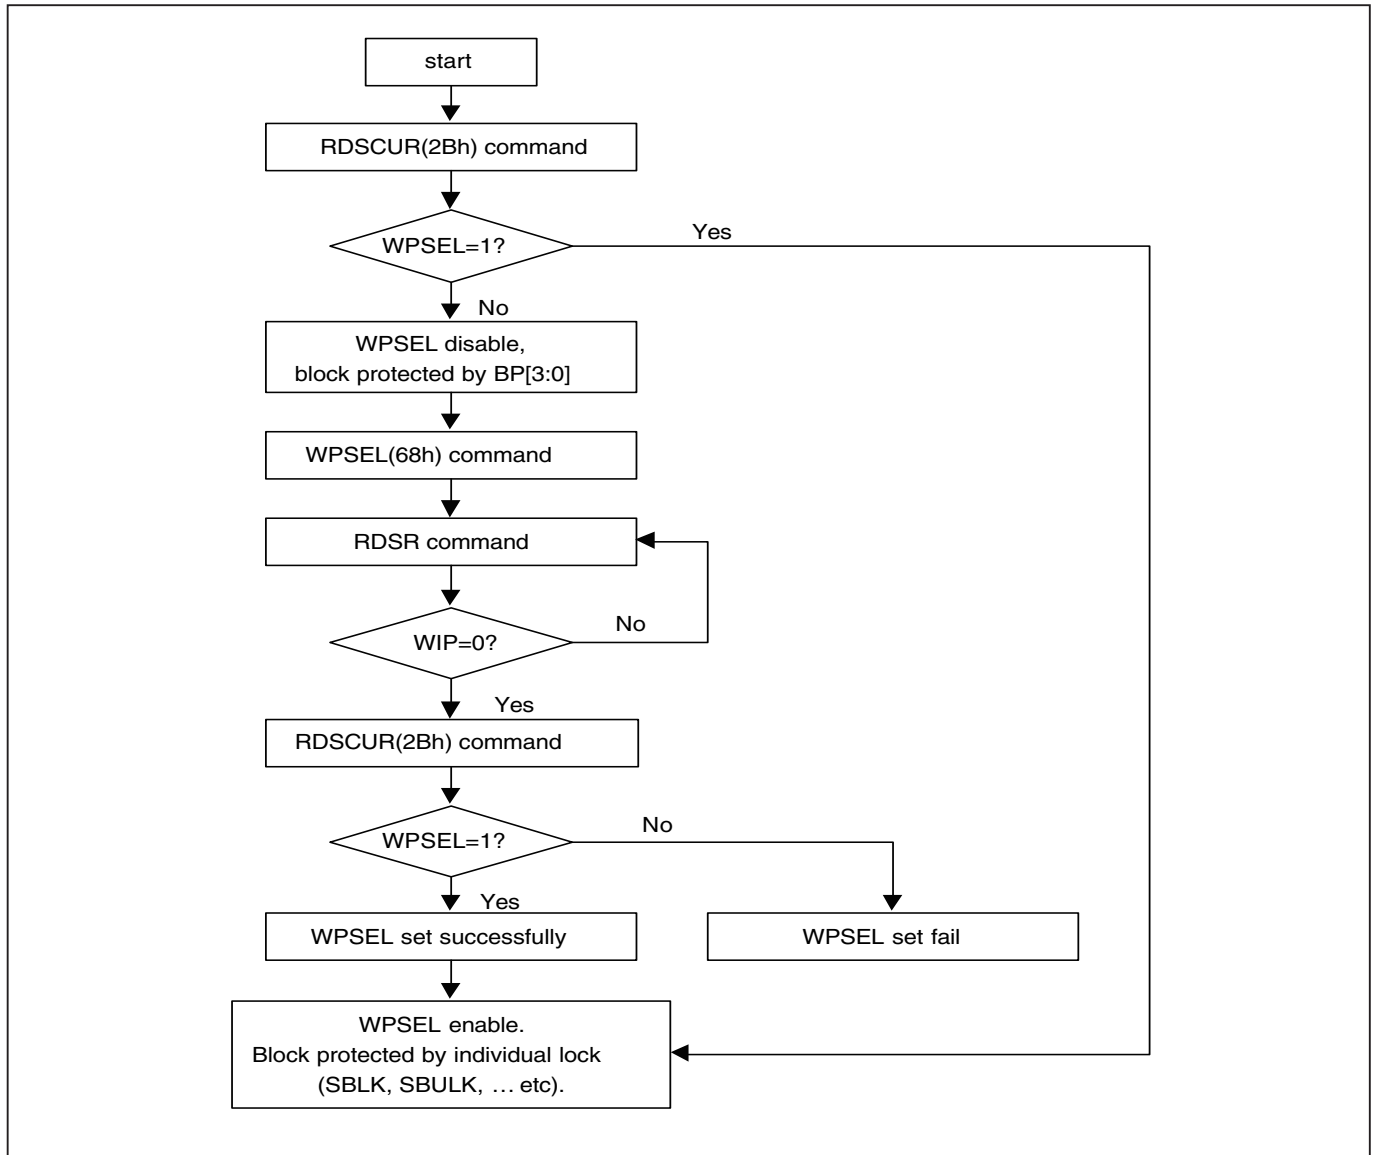 start
RDSCUR(2Bh) command
WPSEL=1?
Yes
No
WPSEL disable,
block protected by BP[3:0]
WPSEL(68h) command
RDSR command
WIP=0?
No
Yes
RDSCUR(2Bh) command
WPSEL=1?
No
Yes
WPSEL set successfully
WPSEL set fail
WPSEL enable.
Block protected by individual lock
(SBLK, SBULK, … etc).